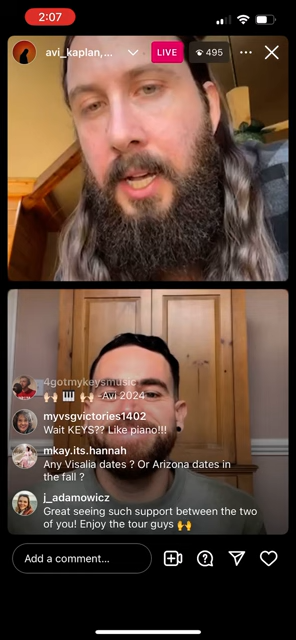 2:07
avi_kaplan,...
LIVE
495
4gotmykeysmusic
🙌🏻 🎹 🙌🏻 -Avi 2024
myvsgvictories1402
Wait KEYS?? Like piano!!!
mkay.its.hannah
Any Visalia dates ? Or Arizona dates in
the fall ?
j_adamowicz
Great seeing such support between the two
of you! Enjoy the tour guys 🙌
Add a comment...